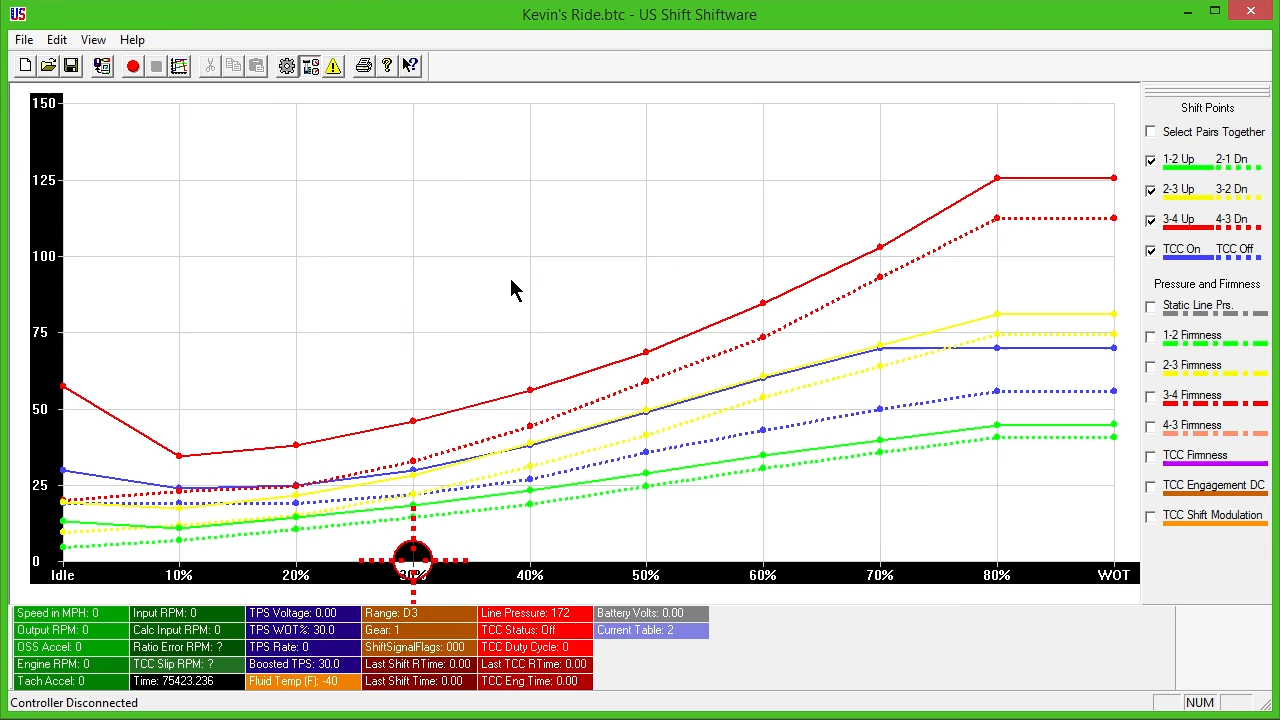 US Kevin's Ride.btc - US Shift Shiftware
File Edit View Help
Shift Points
Select Pairs Together
1-2 Up 2-1 Dn
2-3 Up 3-2 Dn
3-4 Up 4-3 Dn
TCC On TCC Off
Pressure and Firmness
Static Line Prs.
1-2 Firmness
2-3 Firmness
3-4 Firmness
4-3 Firmness
TCC Firmness
TCC Engagement DC
TCC Shift Modulation
150
125
100
75
50
25
0
Idle 10% 20% 30% 40% 50% 60% 70% 80% WOT
Speed in MPH: 0 Input RPM: 0 TPS Voltage: 0.00 Range: D3 Line Pressure: 172 Battery Volts: 0.00
Output RPM: 0 Calc Input RPM: 0 TPS WOT%: 30.0 Gear: 1 TCC Status: Off Current Table: 2
OSS Accel: 0 Ratio Error RPM: ? TPS Rate: 0 ShiftSignalFlags: 000 TCC Duty Cycle: 0
Engine RPM: 0 TCC Slip RPM: ? Boosted TPS: 30.0 Last Shift RTime: 0.00 Last TCC RTime: 0.00
Tach Accel: 0 Time: 75423.236 Fluid Temp (F): -40 Last Shift Time: 0.00 TCC Eng Time: 0.00
Controller Disconnected NUM